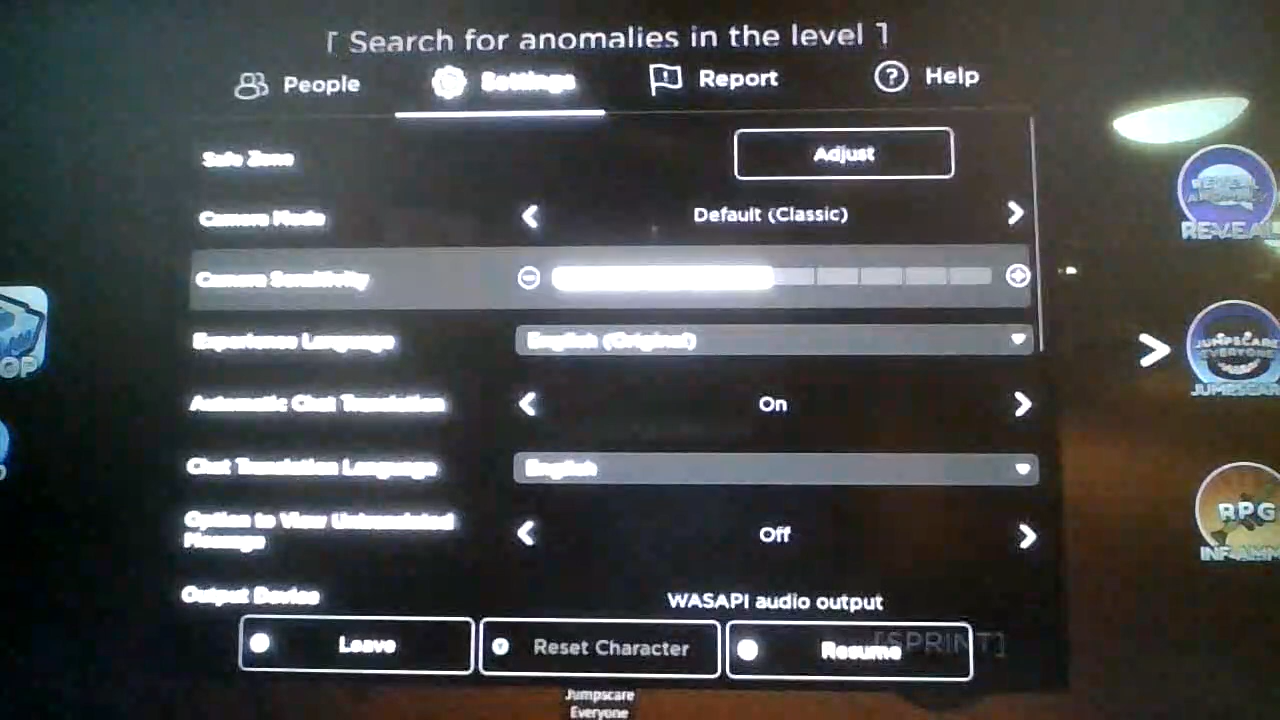 [ Search for anomalies in the level ]
People
Settings
Report
Help
Safe Zone
Adjust
Camera Mode
Default (Classic)
REVEAL
Camera Sensitivity
Experience Language
English (Original)
JUMPSCARE
EVERYONE
Automatic Chat Translation
On
Chat Translation Language
English
Option to View Untranslated
Message
Off
RPG
Output Device
WASAPI audio output
Leave
Reset Character
Resume
[SPRINT]
Jumpscare
Everyone